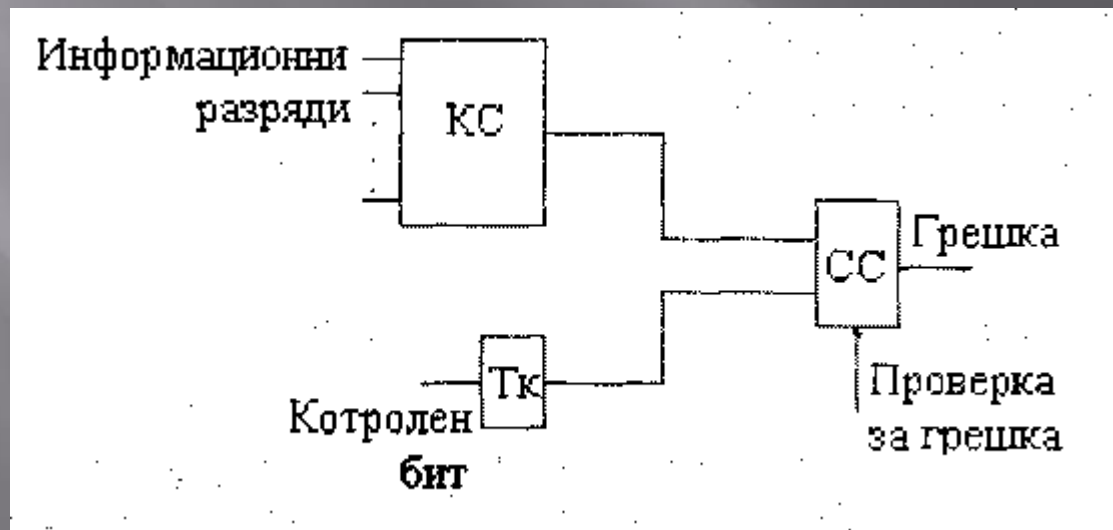 Информационни
разряди
КС
Грешка
СС
Тк
Проверка
за грешка
Котролен
бит